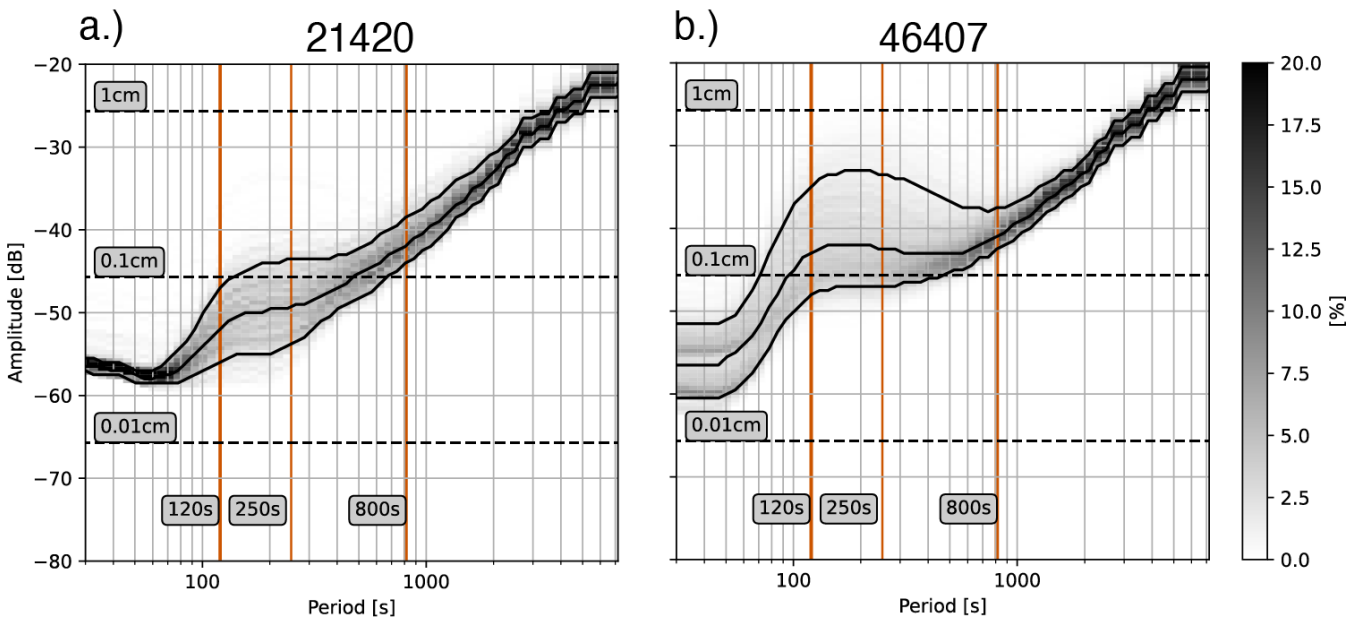 a.)
21420
b.)
46407
−20
−30
−40
−50
−60
−70
−80
Amplitude [dB]
1cm
0.1cm
0.01cm
120s
250s
800s
100
1000
Period [s]
1cm
0.1cm
0.01cm
120s
250s
800s
100
1000
Period [s]
20.0
17.5
15.0
12.5
10.0
7.5
5.0
2.5
0.0
[%]